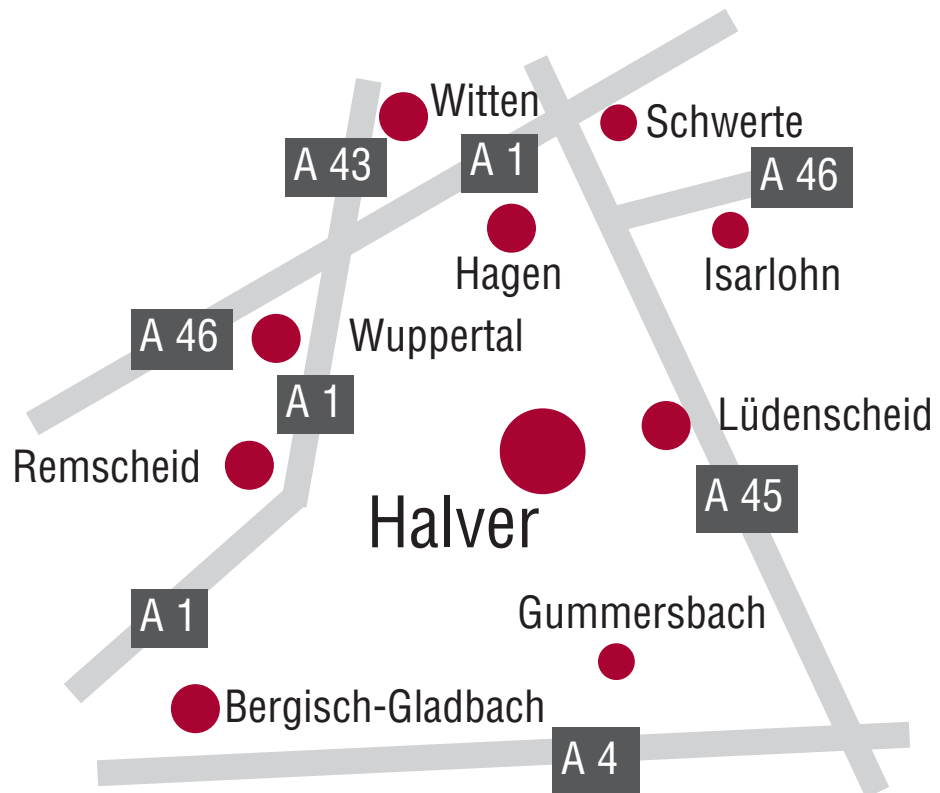 Witten
Schwerte
A 43
A 1
A 46
Hagen
Isarlohn
A 46
Wuppertal
A 1
Lüdenscheid
Remscheid
A 45
Halver
A 1
Gummersbach
Bergisch-Gladbach
A 4